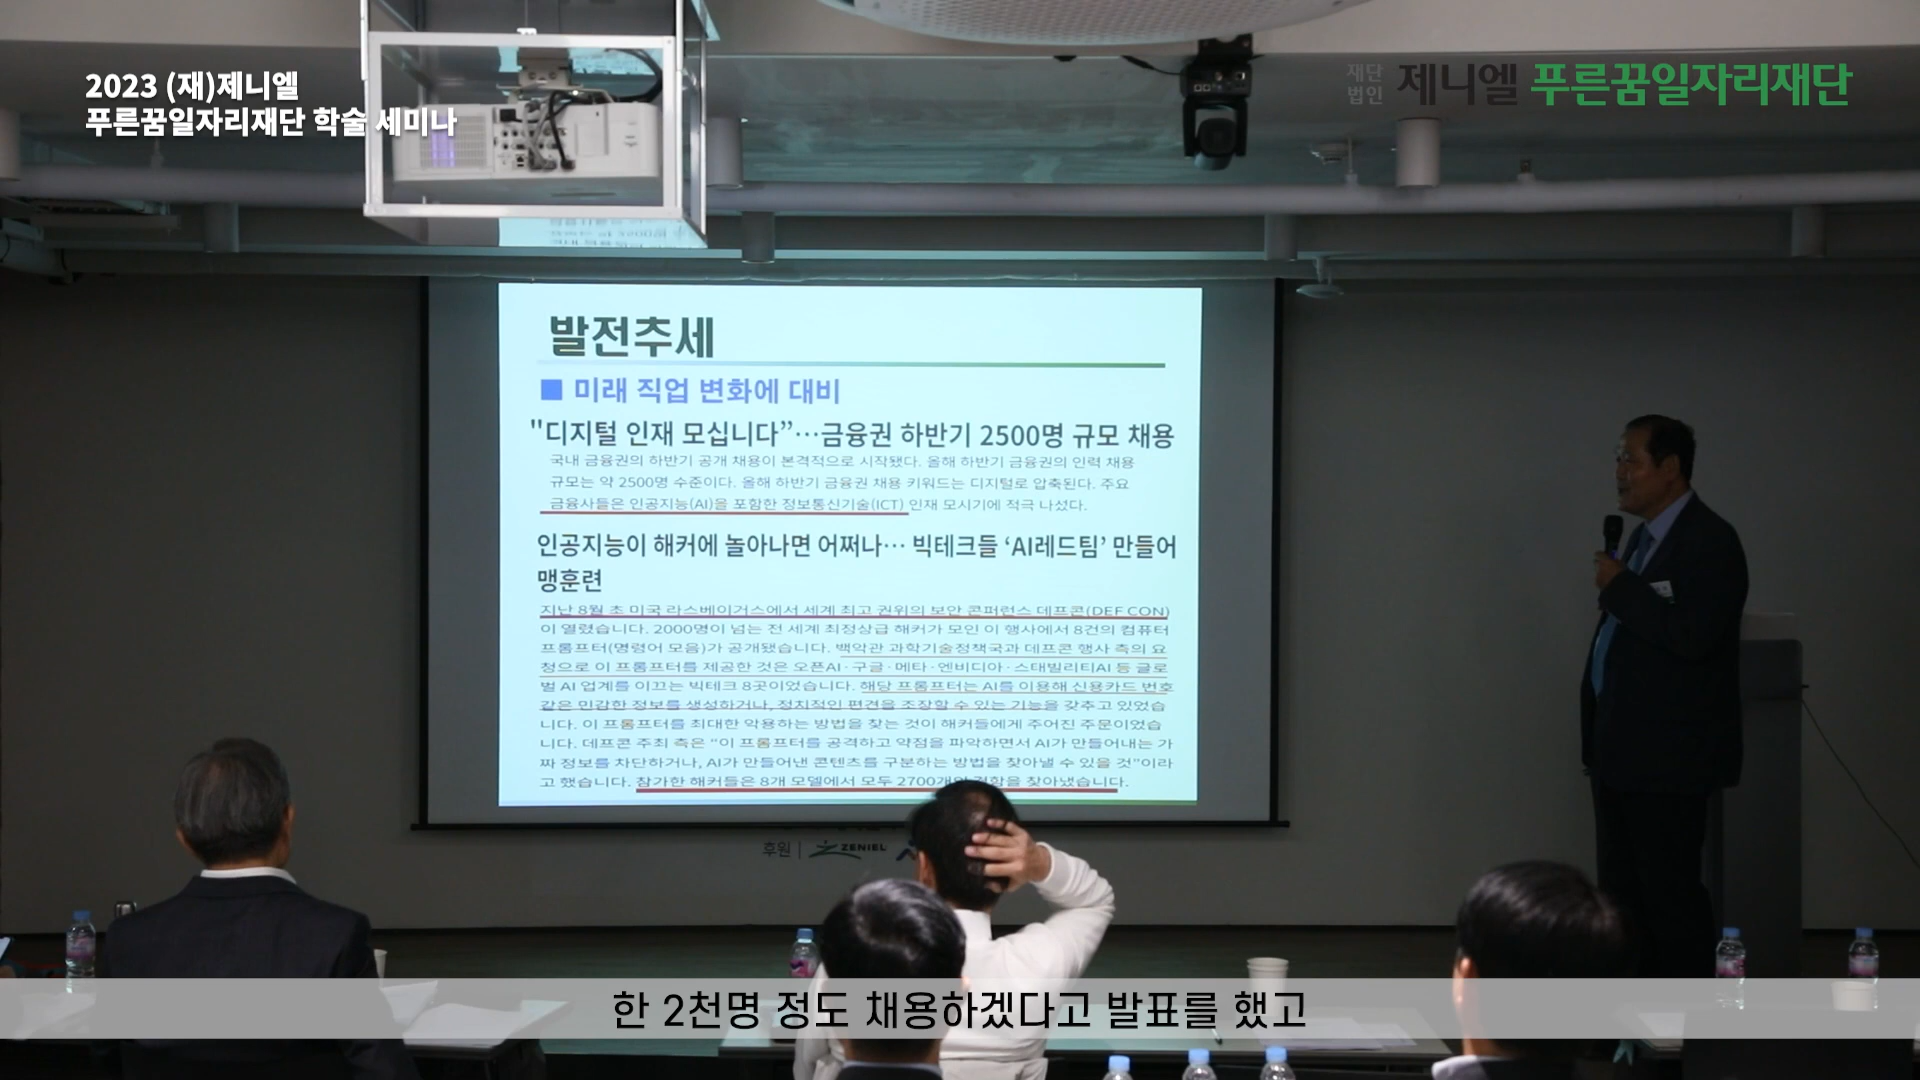 2023 (재)제니엘
푸른꿈일자리재단 학술 세미나
재단
법인
제니엘 푸른꿈일자리재단
발전추세
■ 미래 직업 변화에 대비
"디지털 인재 모십니다”…금융권 하반기 2500명 규모 채용
국내 금융권의 하반기 공개 채용이 본격적으로 시작됐다. 올해 하반기 금융권의 인력 채용
규모는 약 2500명 수준이다. 올해 하반기 금융권 채용 키워드는 디지털로 압축된다. 주요
금융사들은 인공지능(AI)을 포함한 정보통신기술(ICT) 인재 모시기에 적극 나섰다.
인공지능이 해커에 놀아나면 어쩌나… 빅테크들 ‘AI레드팀’ 만들어
맹훈련
지난 8월 초 미국 라스베이거스에서 세계 최고 권위의 보안 콘퍼런스 데프콘(DEF CON)
이 열렸습니다. 2000명이 넘는 전 세계 최정상급 해커가 모인 이 행사에서 8건의 컴퓨터
프롬프터(명령어 모음)가 공개됐습니다. 백악관 과학기술정책국과 데프콘 행사 측의 요
청으로 이 프롬프터를 제공한 것은 오픈AI·구글·메타·엔비디아·스태빌리티AI 등 글로
벌 AI 업계를 이끄는 빅테크 8곳이었습니다. 해당 프롬프터는 AI를 이용해 신용카드 번호
같은 민감한 정보를 생성하거나, 정치적인 편견을 조장할 수 있는 기능을 갖추고 있었습
니다. 이 프롬프터를 최대한 악용하는 방법을 찾는 것이 해커들에게 주어진 주문이었습
니다. 데프콘 주최 측은 “이 프롬프터를 공격하고 약점을 파악하면서 AI가 만들어내는 가
짜 정보를 차단하거나, AI가 만들어낸 콘텐츠를 구분하는 방법을 찾아낼 수 있을 것”이라
고 했습니다. 참가한 해커들은 8개 모델에서 모두 2700개의 결함을 찾아냈습니다.
후원 | ZENIEL
한 2천명 정도 채용하겠다고 발표를 했고